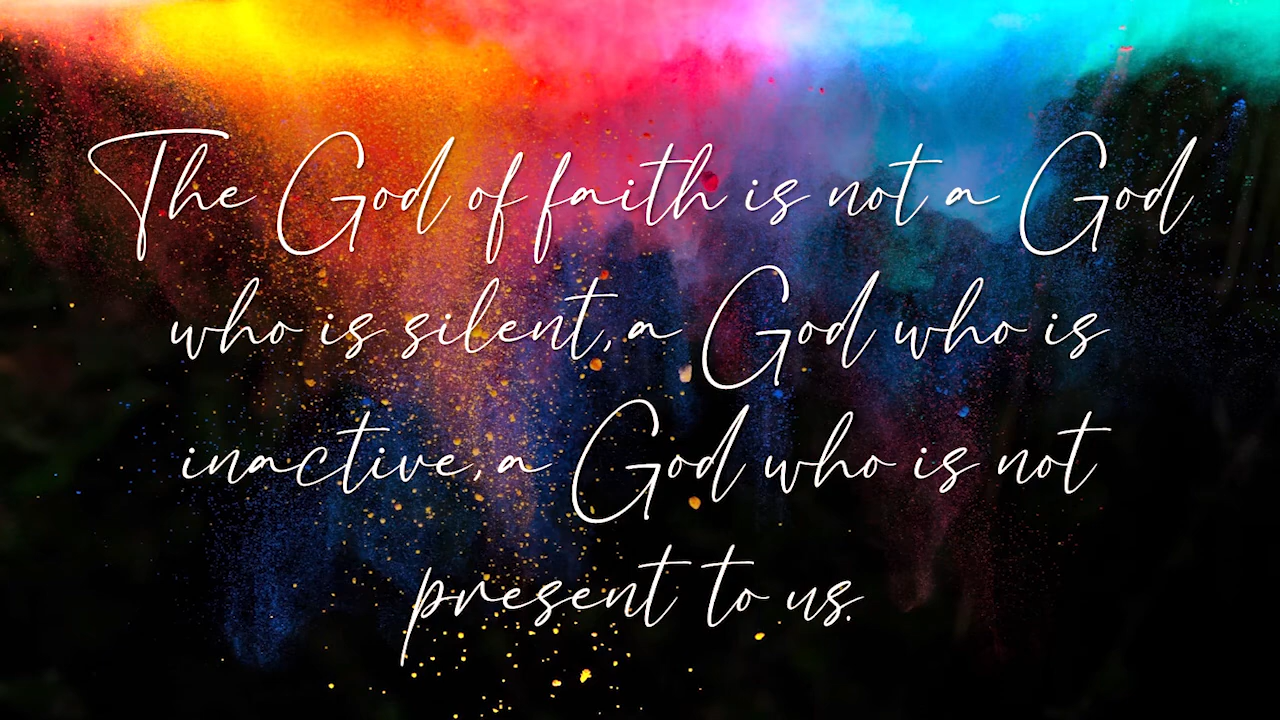 The God of faith is not a God
who is silent, a God who is
inactive, a God who is not
present to us.